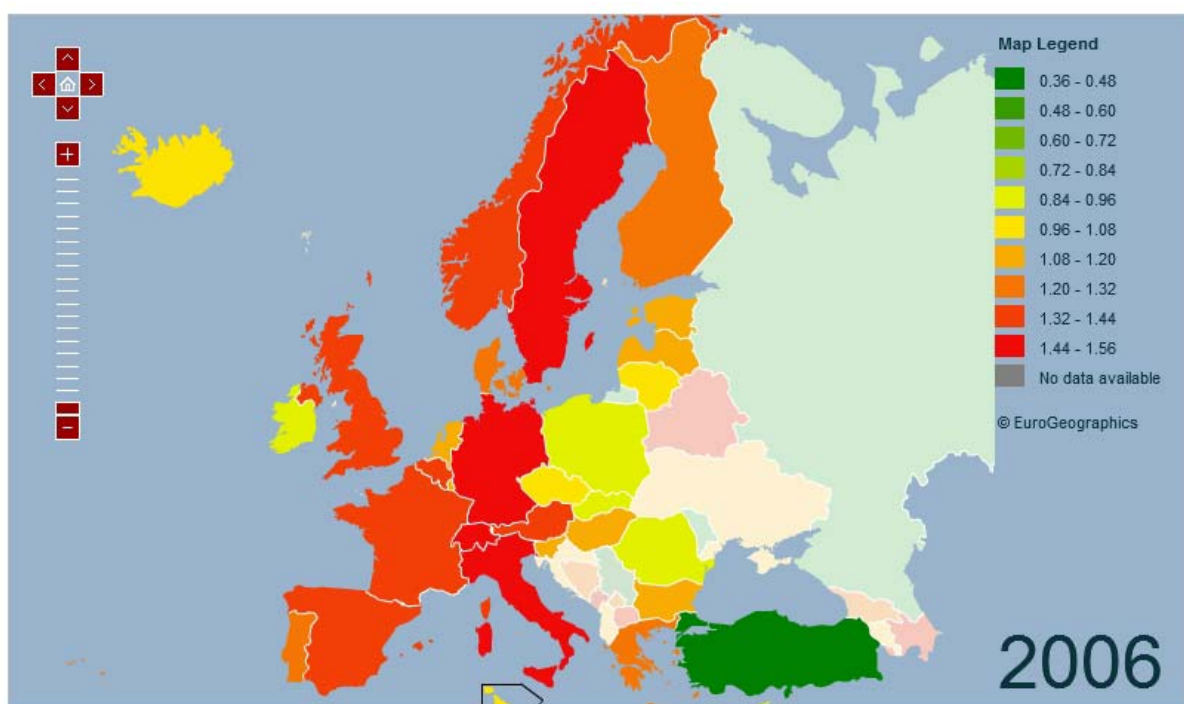 Map Legend
0.36 - 0.48
0.48 - 0.60
0.60 - 0.72
0.72 - 0.84
0.84 - 0.96
0.96 - 1.08
1.08 - 1.20
1.20 - 1.32
1.32 - 1.44
1.44 - 1.56
No data available
© EuroGeographics
2006